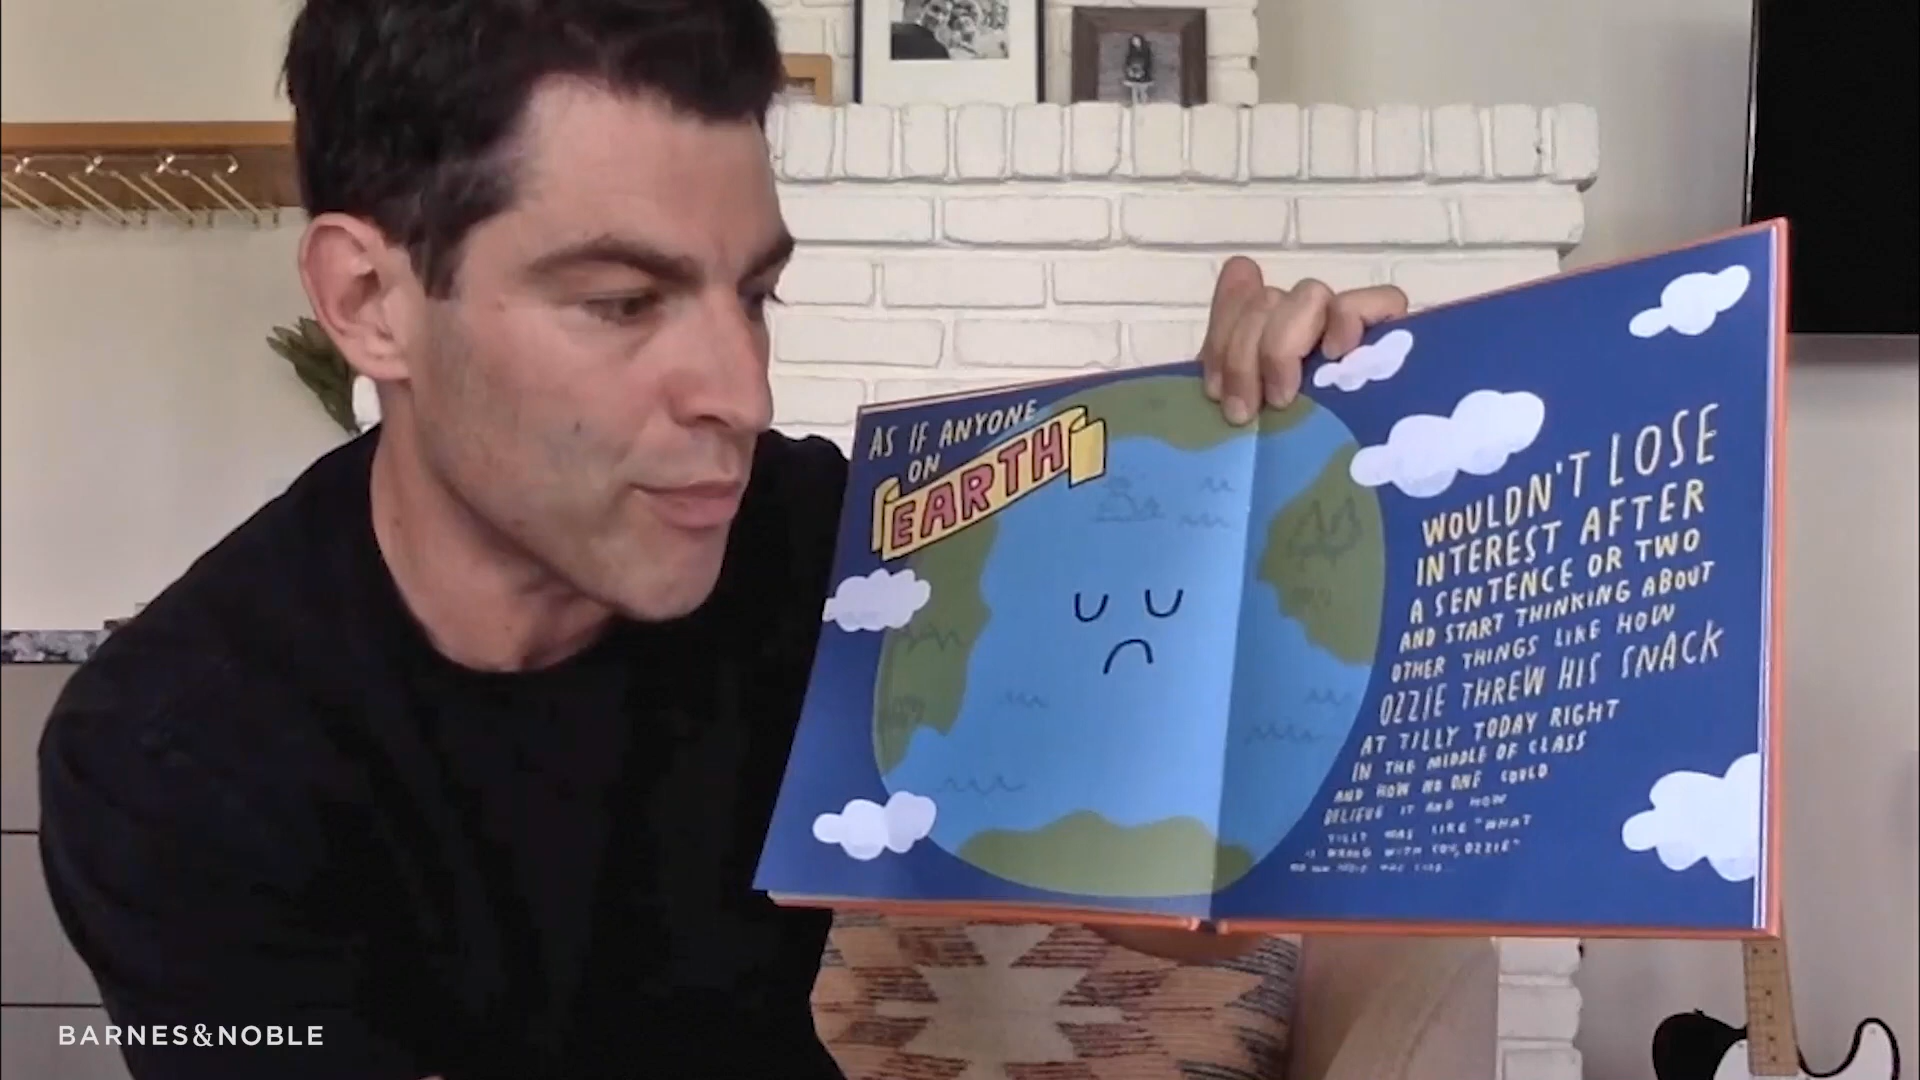 AS IF ANYONE
ON
EARTH
WOULDN'T LOSE
INTEREST AFTER
A SENTENCE OR TWO
AND START THINKING ABOUT
OTHER THINGS LIKE HOW
OZZIE THREW HIS SNACK
AT TILLY TODAY RIGHT
IN THE MIDDLE OF CLASS
AND HOW NO ONE COULD
BELIEVE IT AND HOW
TILLY WAS LIKE "WHAT
IS WRONG WITH YOU, OZZIE"
BARNES&NOBLE